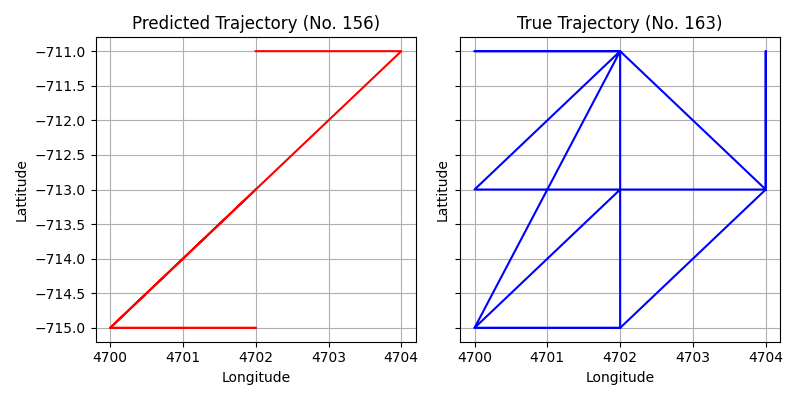 Predicted Trajectory (No. 156)
True Trajectory (No. 163)
−711.0
−711.5
−712.0
−712.5
−713.0
−713.5
−714.0
−714.5
−715.0
Lattitude
Lattitude
4700 4701 4702 4703 4704
4700 4701 4702 4703 4704
Longitude
Longitude